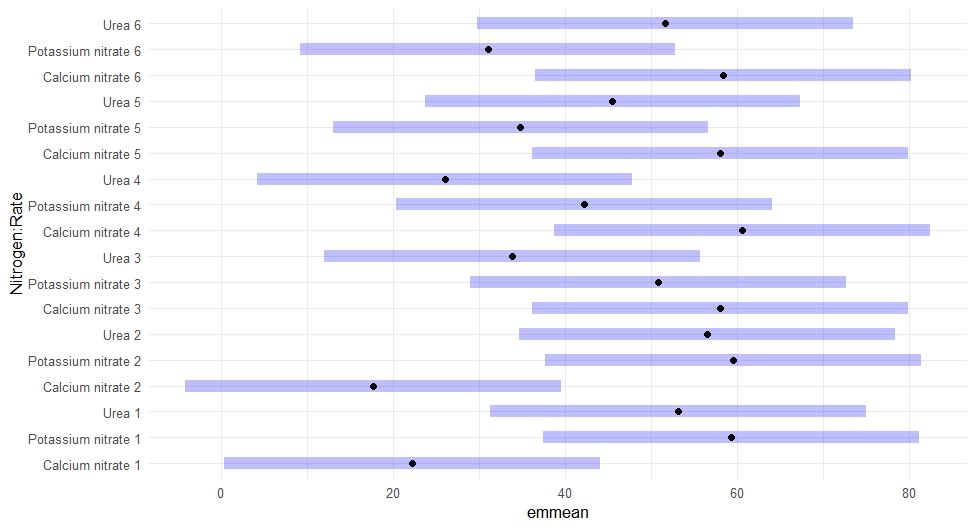 Urea 6
Potassium nitrate 6
Calcium nitrate 6
Urea 5
Potassium nitrate 5
Calcium nitrate 5
Urea 4
Potassium nitrate 4
Calcium nitrate 4
Urea 3
Potassium nitrate 3
Calcium nitrate 3
Urea 2
Potassium nitrate 2
Calcium nitrate 2
Urea 1
Potassium nitrate 1
Calcium nitrate 1
Nitrogen:Rate
0 20 40 60 80
emmean